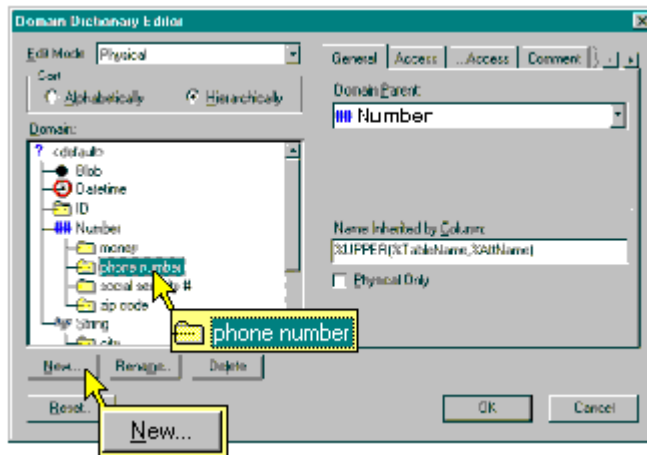 Domain Dictionary Editor
Edit Mode: Physical
Sort
Alphabetically Hierarchically
Domain:
<default>
Blob
Datetime
ID
Number
money
phone number
social security #
zip code
String
city
New... Rename... Delete
Reset...
General Access ...Access Comment
Domain Parent:
Number
Name Inherited by Column:
%UPPER(%TableName,%AttName)
Physical Only
OK Cancel
phone number
New...